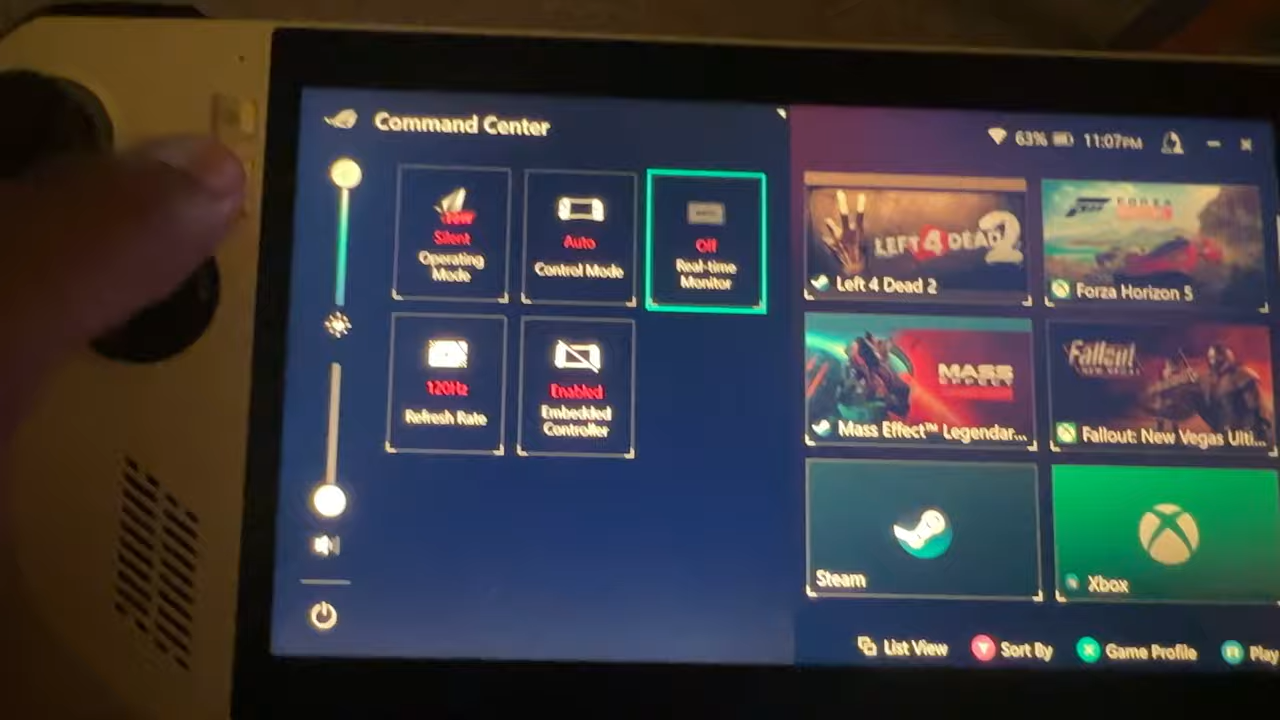 Command Center
63%
11:07PM
Silent
Operating
Mode
Auto
Control Mode
Off
Real-time
Monitor
120Hz
Refresh Rate
Enabled
Embedded
Controller
LEFT 4 DEAD 2
Left 4 Dead 2
FORZA
Forza Horizon 5
MASS
EFFECT
Mass Effect™ Legendar...
Fallout
Fallout: New Vegas Ulti...
Steam
Xbox
List View
Y
Sort By
X
Game Profile
Play